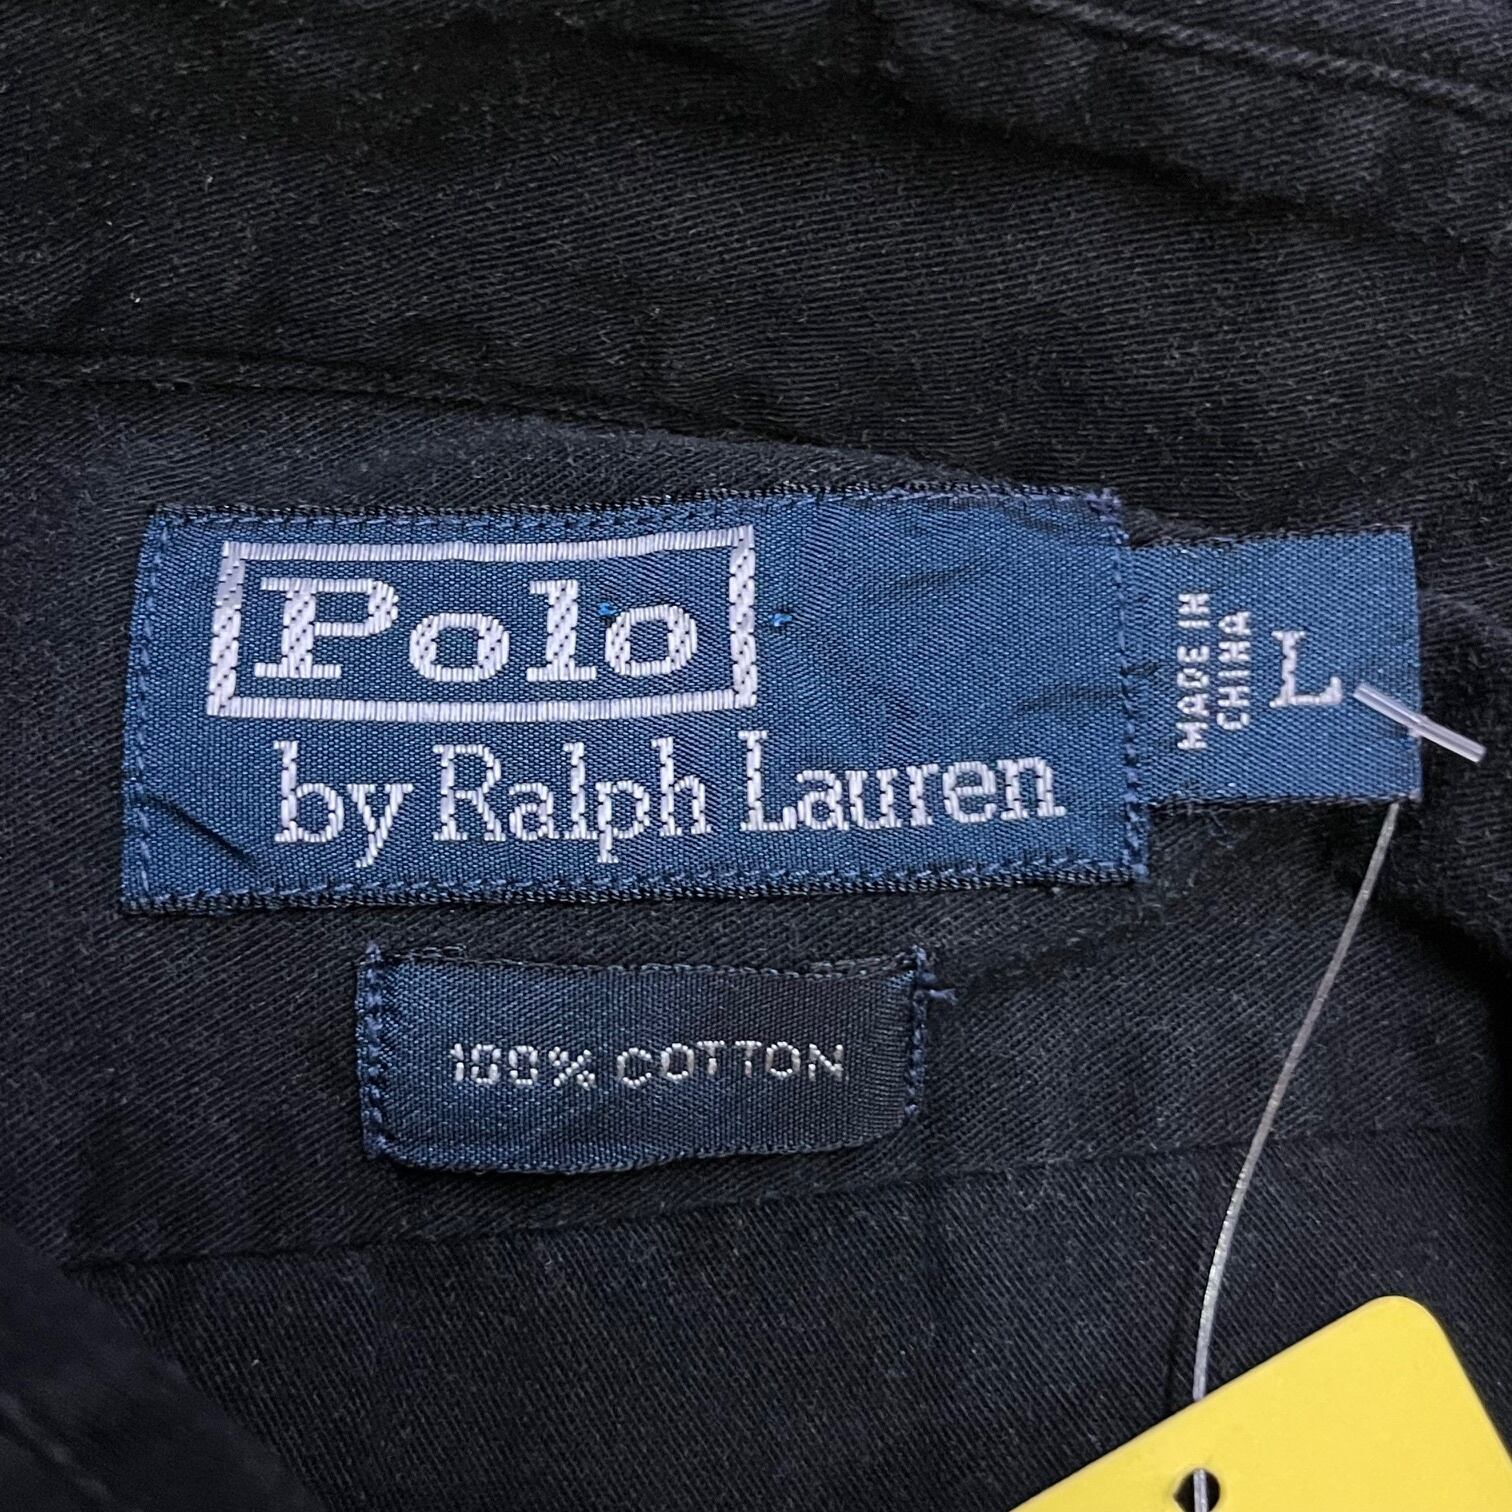 Polo
by Ralph Lauren
MADE IN
CHINA
L
100% COTTON